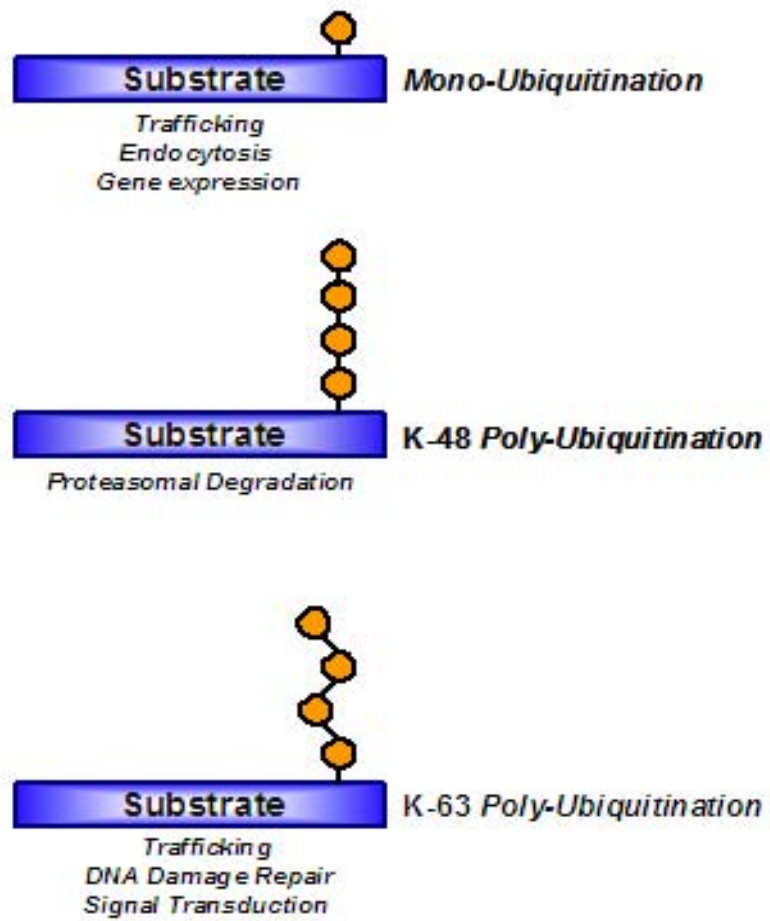 Substrate Mono-Ubiquitination
Trafficking
Endocytosis
Gene expression
Substrate K-48 Poly-Ubiquitination
Proteasomal Degradation
Substrate K-63 Poly-Ubiquitination
Trafficking
DNA Damage Repair
Signal Transduction